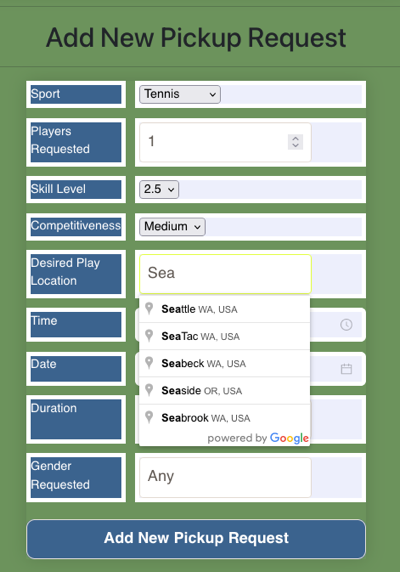 Add New Pickup Request
Sport
Tennis
Players
Requested
1
Skill Level
2.5
Competitiveness
Medium
Desired Play
Location
Sea
Seattle WA, USA
SeaTac WA, USA
Seabeck WA, USA
Seaside OR, USA
Seabrook WA, USA
powered by Google
Time
Date
Duration
Gender
Requested
Any
Add New Pickup Request